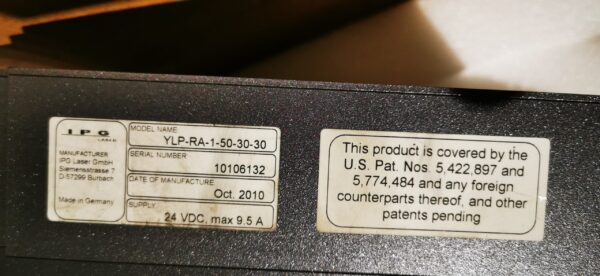 IPG
LASER
MANUFACTURER
IPG Laser GmbH
Siemensstrasse 7
D-57299 Burbach
Made in Germany
MODEL NAME
YLP-RA-1-50-30-30
SERIAL NUMBER
10106132
DATE OF MANUFACTURE
Oct. 2010
SUPPLY
24 VDC, max 9.5 A
This product is covered by the
U.S. Pat. Nos. 5,422,897 and
5,774,484 and any foreign
counterparts thereof, and other
patents pending